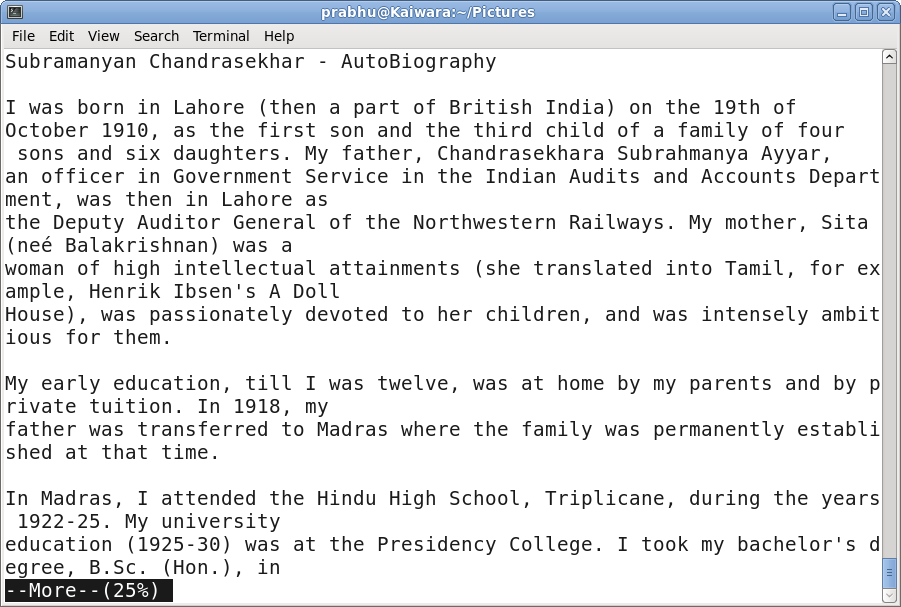 prabhu@Kaiwara:~/Pictures
File Edit View Search Terminal Help
Subramanyan Chandrasekhar - AutoBiography
I was born in Lahore (then a part of British India) on the 19th of
October 1910, as the first son and the third child of a family of four
 sons and six daughters. My father, Chandrasekhara Subrahmanya Ayyar,
an officer in Government Service in the Indian Audits and Accounts Depart
ment, was then in Lahore as
the Deputy Auditor General of the Northwestern Railways. My mother, Sita
(neé Balakrishnan) was a
woman of high intellectual attainments (she translated into Tamil, for ex
ample, Henrik Ibsen's A Doll
House), was passionately devoted to her children, and was intensely ambit
ious for them.
My early education, till I was twelve, was at home by my parents and by p
rivate tuition. In 1918, my
father was transferred to Madras where the family was permanently establi
shed at that time.
In Madras, I attended the Hindu High School, Triplicane, during the years
 1922-25. My university
education (1925-30) was at the Presidency College. I took my bachelor's d
egree, B.Sc. (Hon.), in
--More--(25%)